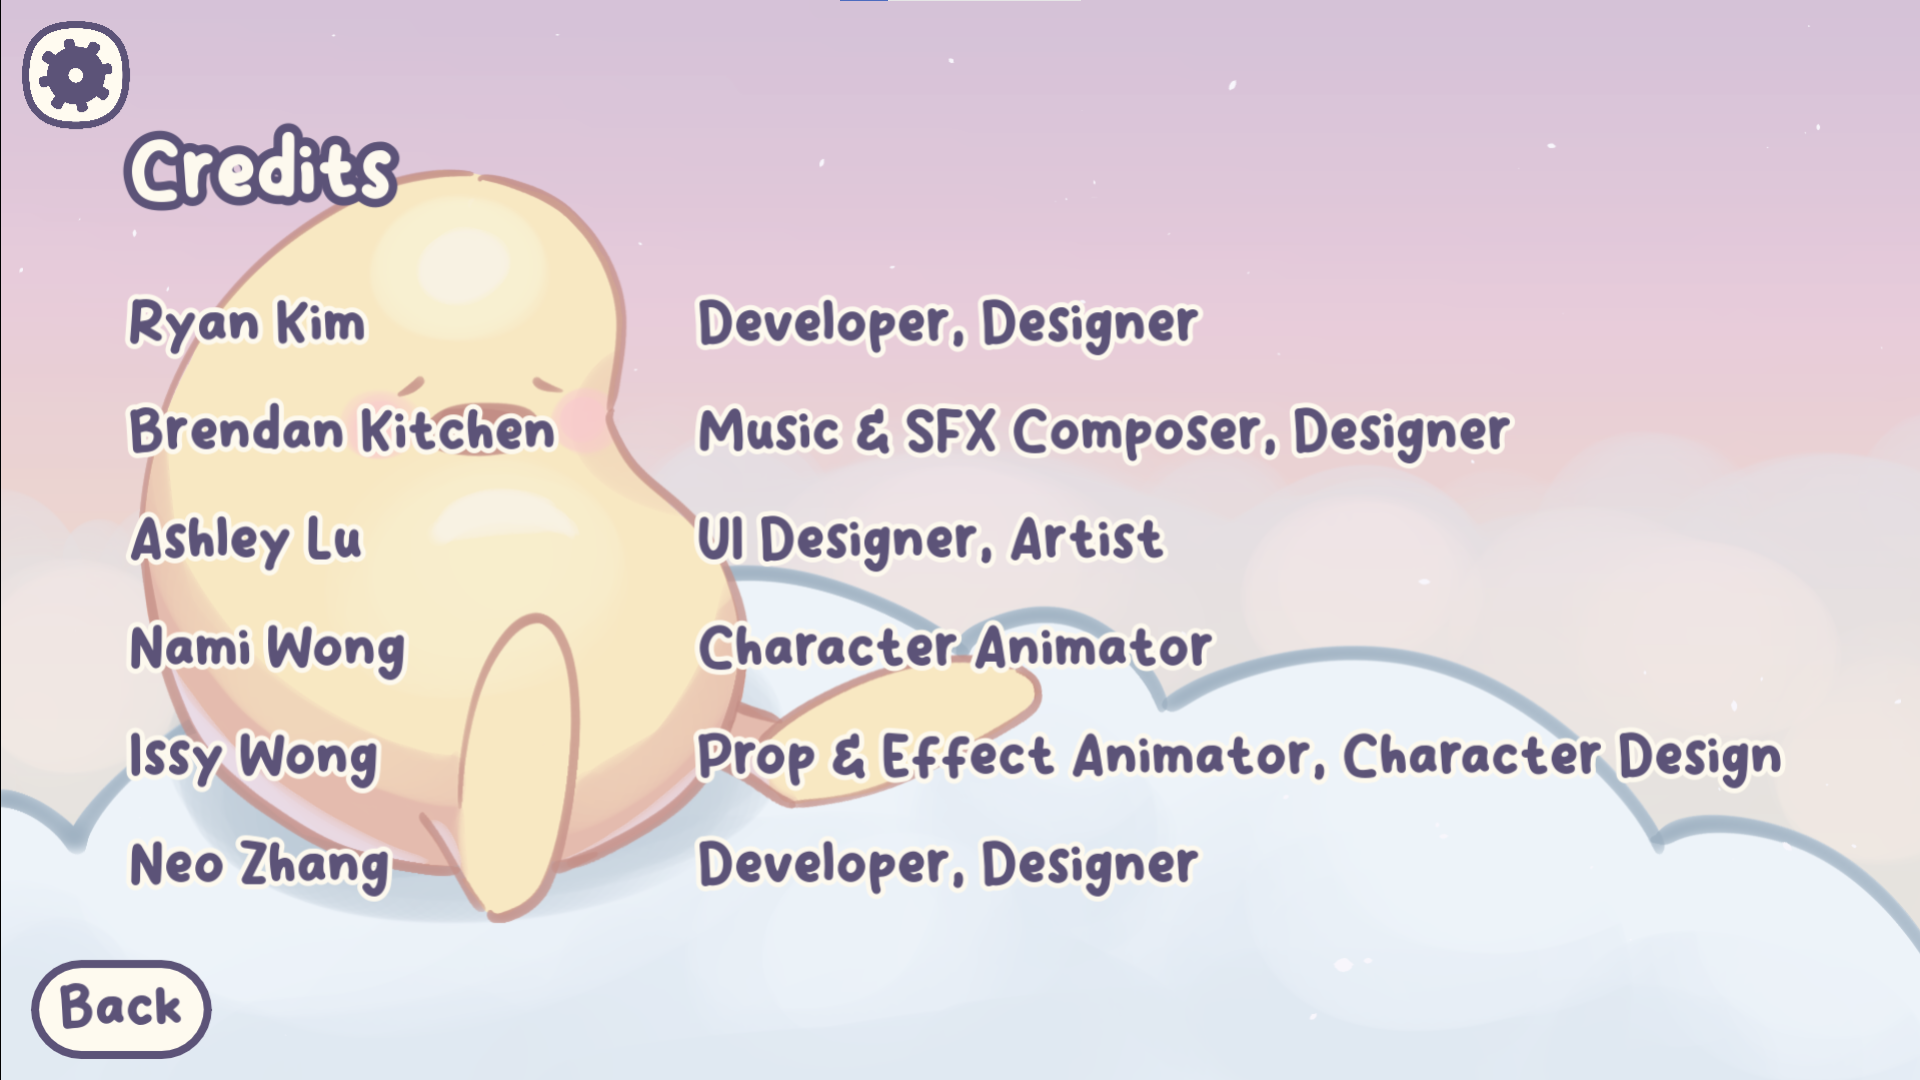 Credits
Ryan Kim Developer, Designer
Brendan Kitchen Music & SFX Composer, Designer
Ashley Lu UI Designer, Artist
Nami Wong Character Animator
Issy Wong Prop & Effect Animator, Character Design
Neo Zhang Developer, Designer
Back